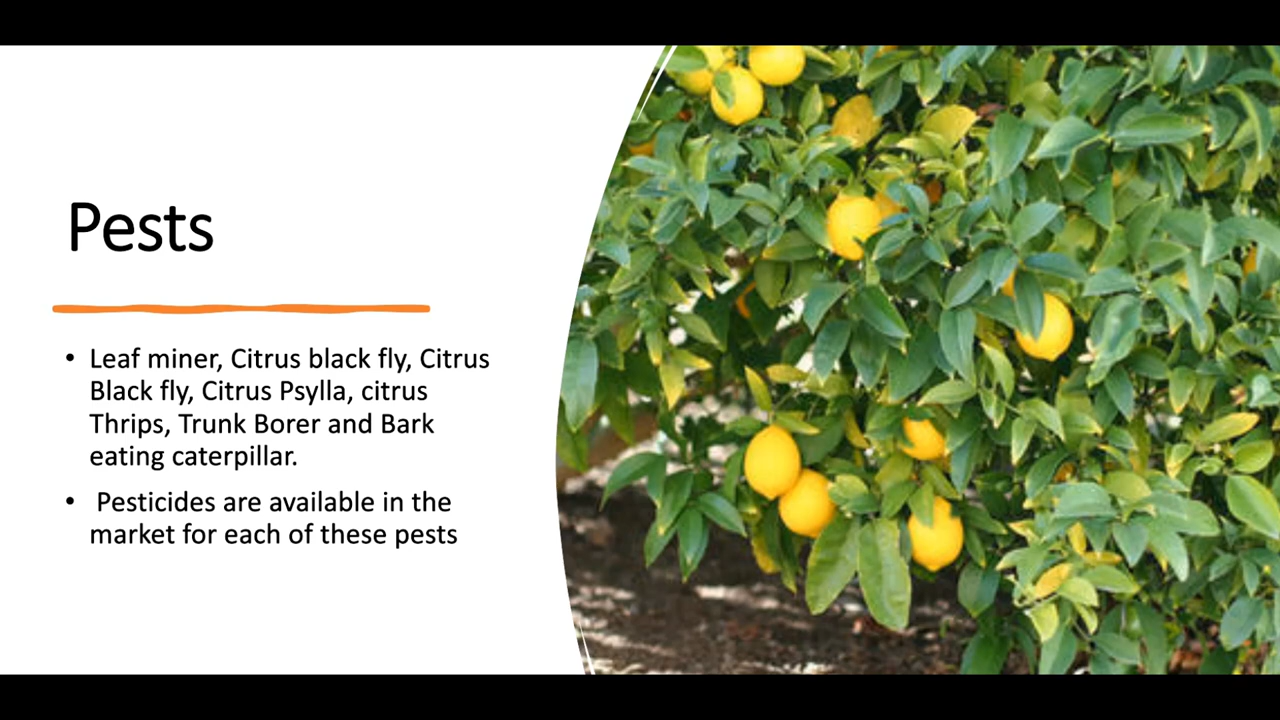 Pests
• Leaf miner, Citrus black fly, Citrus
Black fly, Citrus Psylla, citrus
Thrips, Trunk Borer and Bark
eating caterpillar.
• Pesticides are available in the
market for each of these pests